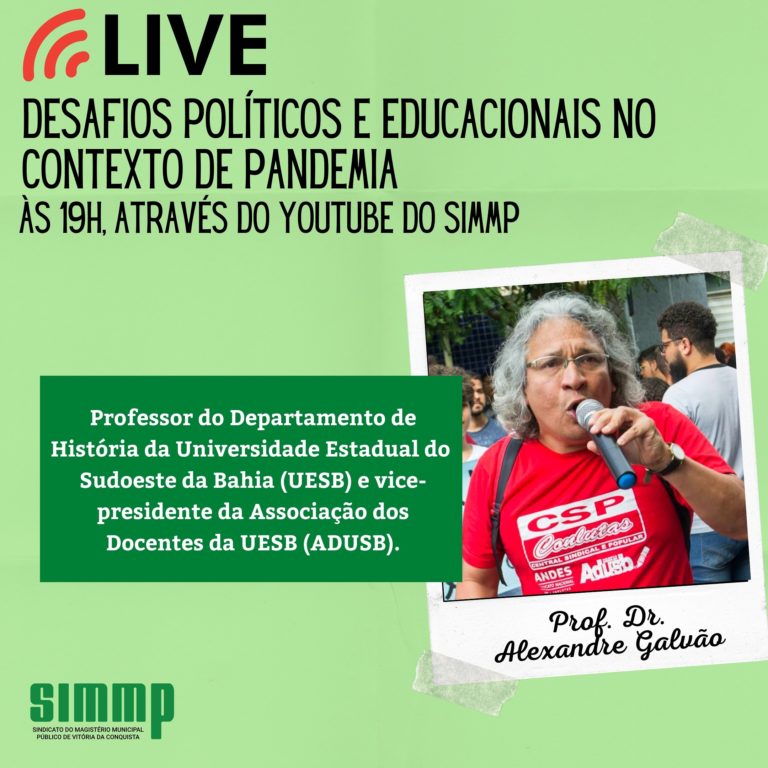 LIVE
DESAFIOS POLÍTICOS E EDUCACIONAIS NO
CONTEXTO DE PANDEMIA
ÀS 19H, ATRAVÉS DO YOUTUBE DO SIMMP
Professor do Departamento de
História da Universidade Estadual do
Sudoeste da Bahia (UESB) e vice-
presidente da Associação dos
Docentes da UESB (ADUSB).
CSP
Conlutas
CENTRAL SINDICAL E POPULAR
ANDES
SINDICATO NACIONAL
Adusb
Prof. Dr.
Alexandre Galvão
SIMMP
SINDICATO DO MAGISTÉRIO MUNICIPAL
PÚBLICO DE VITÓRIA DA CONQUISTA